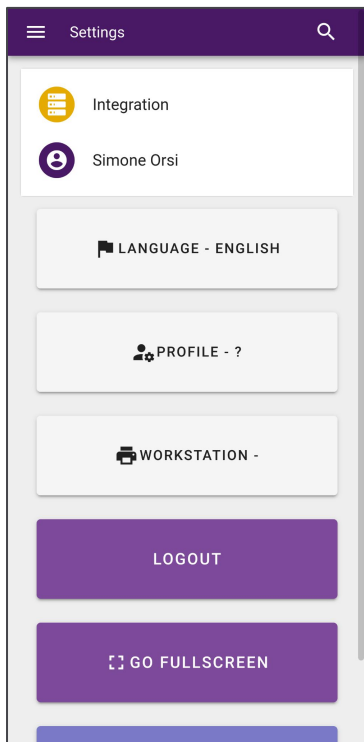 Settings
Integration
Simone Orsi
LANGUAGE - ENGLISH
PROFILE - ?
WORKSTATION -
LOGOUT
GO FULLSCREEN